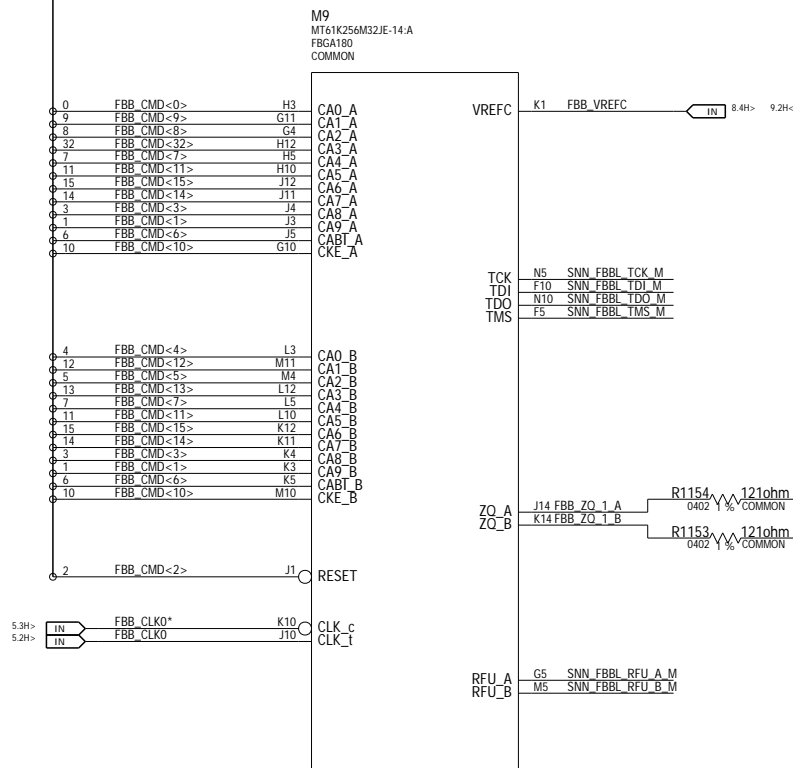 M9
MT61K256M32JE-14:A
FBGA180
COMMON
0 FBB_CMD<0> H3 CA0_A
9 FBB_CMD<9> G11 CA1_A
8 FBB_CMD<8> G4 CA2_A
32 FBB_CMD<32> H12 CA3_A
7 FBB_CMD<7> H5 CA4_A
11 FBB_CMD<11> H10 CA5_A
15 FBB_CMD<15> J12 CA6_A
14 FBB_CMD<14> J11 CA7_A
3 FBB_CMD<3> J4 CA8_A
1 FBB_CMD<1> J3 CA9_A
6 FBB_CMD<6> J5 CABI_A
10 FBB_CMD<10> G10 CKE_A
VREFC K1 FBB_VREFC IN 8.4H> 9.2H<
TCK N5 SNN_FBBL_TCK_M
TDI F10 SNN_FBBL_TDI_M
TDO N10 SNN_FBBL_TDO_M
TMS F5 SNN_FBBL_TMS_M
4 FBB_CMD<4> L3 CA0_B
12 FBB_CMD<12> M11 CA1_B
5 FBB_CMD<5> M4 CA2_B
13 FBB_CMD<13> L12 CA3_B
7 FBB_CMD<7> L5 CA4_B
11 FBB_CMD<11> L10 CA5_B
15 FBB_CMD<15> K12 CA6_B
14 FBB_CMD<14> K11 CA7_B
3 FBB_CMD<3> K4 CA8_B
1 FBB_CMD<1> K3 CA9_B
6 FBB_CMD<6> K5 CABI_B
10 FBB_CMD<10> M10 CKE_B
ZQ_A J14 FBB_ZQ_1_A R1154 121ohm
0402 1 % COMMON
ZQ_B K14 FBB_ZQ_1_B R1153 121ohm
0402 1 % COMMON
2 FBB_CMD<2> J1 RESET
5.3H> IN FBB_CLK0* K10 CLK_c
5.2H> IN FBB_CLK0 J10 CLK_t
RFU_A G5 SNN_FBBL_RFU_A_M
RFU_B M5 SNN_FBBL_RFU_B_M